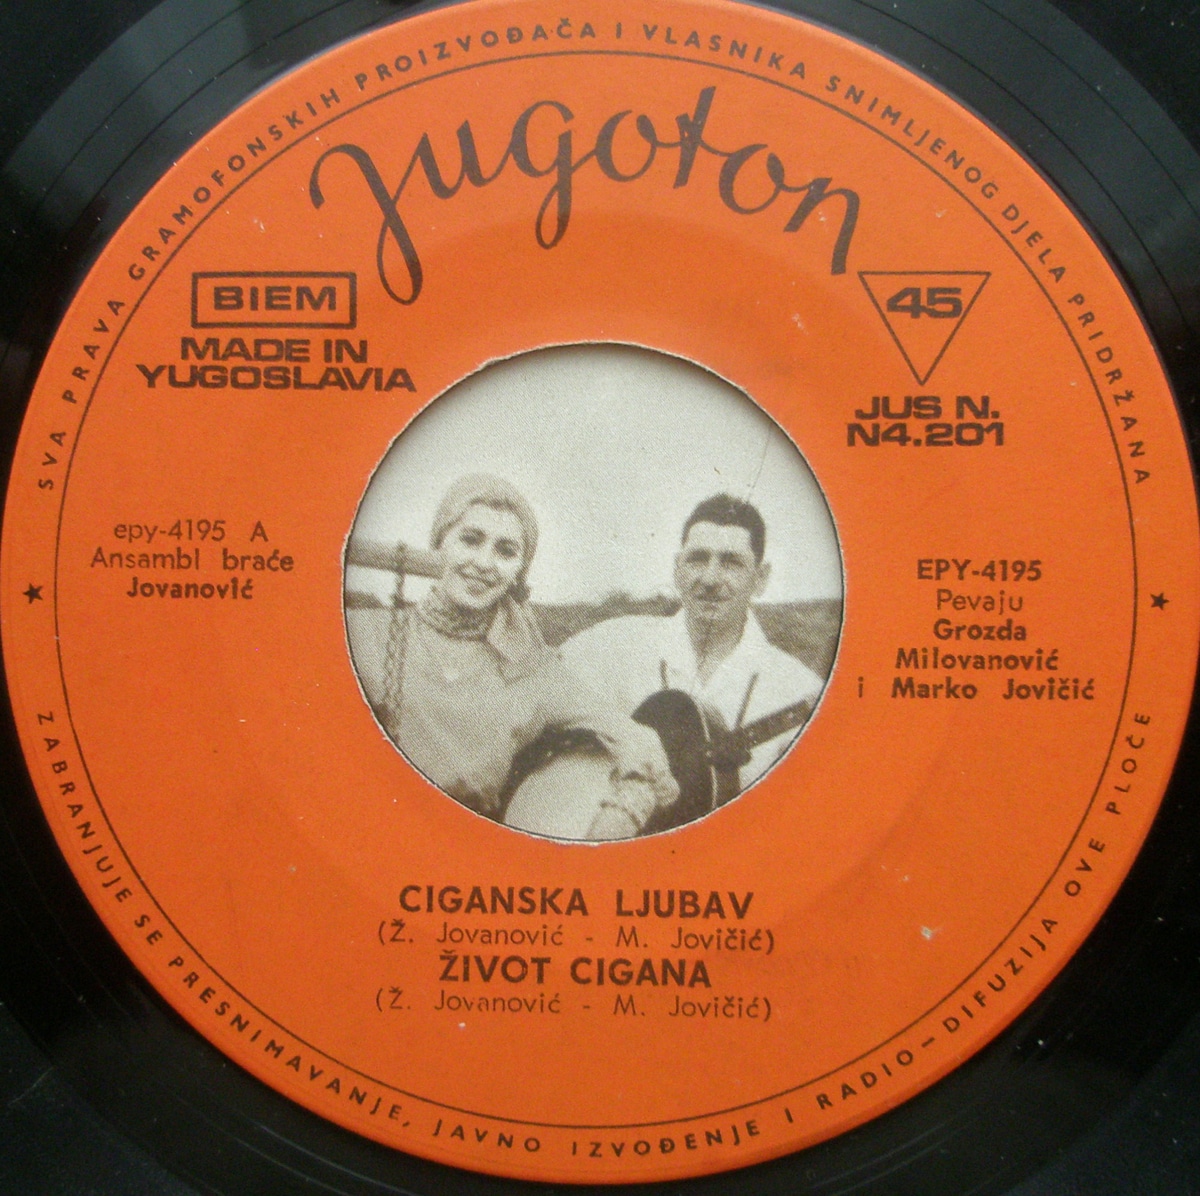 SVA PRAVA GRAMOFONSKIH PROIZVOĐAČA I VLASNIKA SNIMLJENOG DJELA PRIDRŽANA
Jugoton
BIEM
MADE IN
YUGOSLAVIA
45
JUS N.
N4.201
epy-4195 A
Ansambl braće
Jovanović
EPY-4195
Pevaju
Grozda
Milovanović
i Marko Jovičić
CIGANSKA LJUBAV
(Ž. Jovanović - M. Jovičić)
ŽIVOT CIGANA
(Ž. Jovanović - M. Jovičić)
ZABRANJUJE SE PRESNIMAVANJE, JAVNO IZVOĐENJE I RADIO-DIFUZIJA OVE PLOČE